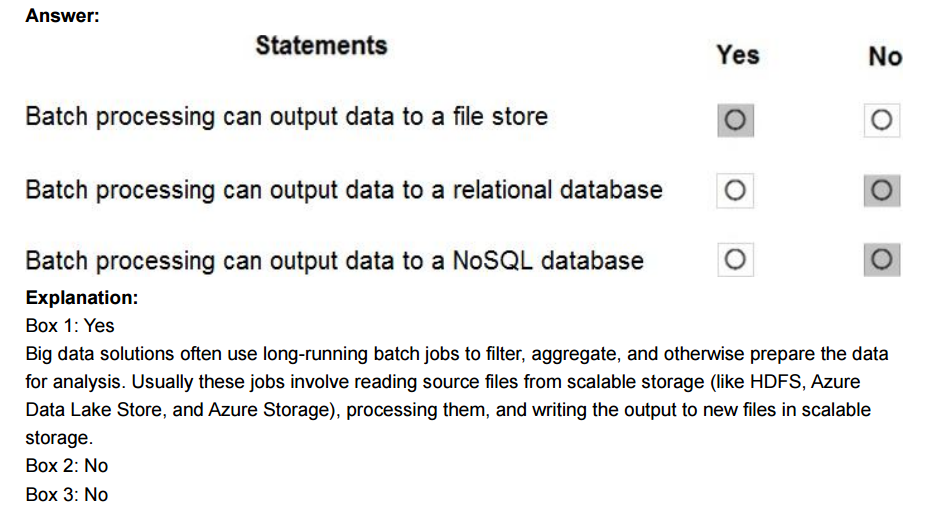 Answer:
Statements Yes No
Batch processing can output data to a file store
Batch processing can output data to a relational database
Batch processing can output data to a NoSQL database
Explanation:
Box 1: Yes
Big data solutions often use long-running batch jobs to filter, aggregate, and otherwise prepare the data
for analysis. Usually these jobs involve reading source files from scalable storage (like HDFS, Azure
Data Lake Store, and Azure Storage), processing them, and writing the output to new files in scalable
storage.
Box 2: No
Box 3: No